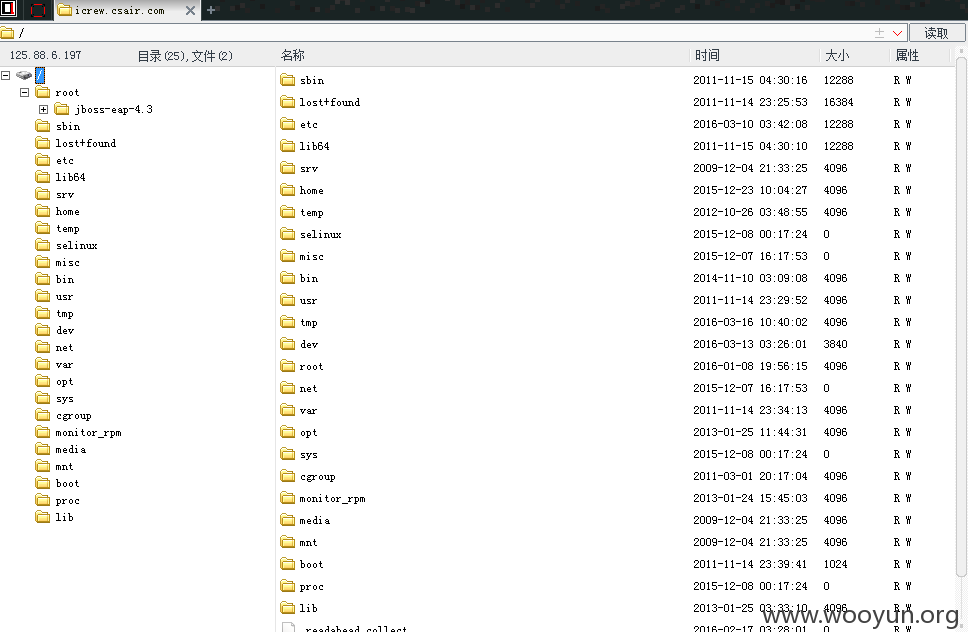 icrew.csair.com
/
读取
125.88.6.197 目录(25),文件(2) 名称 时间 大小 属性
/
root
jboss-eap-4.3
sbin
lost+found
etc
lib64
srv
home
temp
selinux
misc
bin
usr
tmp
dev
net
var
opt
sys
cgroup
monitor_rpm
media
mnt
boot
proc
lib
sbin 2011-11-15 04:30:16 12288 R W
lost+found 2011-11-14 23:25:53 16384 R W
etc 2016-03-10 03:42:08 12288 R W
lib64 2011-11-15 04:30:10 12288 R W
srv 2009-12-04 21:33:25 4096 R W
home 2015-12-23 10:04:27 4096 R W
temp 2012-10-26 03:48:55 4096 R W
selinux 2015-12-08 00:17:24 0 R W
misc 2015-12-07 16:17:53 0 R W
bin 2014-11-10 03:09:08 4096 R W
usr 2011-11-14 23:29:52 4096 R W
tmp 2016-03-16 10:40:02 4096 R W
dev 2016-03-13 03:26:01 3840 R W
root 2016-01-08 19:56:15 4096 R W
net 2015-12-07 16:17:53 0 R W
var 2011-11-14 23:34:13 4096 R W
opt 2013-01-25 11:44:31 4096 R W
sys 2015-12-08 00:17:24 0 R W
cgroup 2011-03-01 20:17:04 4096 R W
monitor_rpm 2013-01-24 15:45:03 4096 R W
media 2009-12-04 21:33:25 4096 R W
mnt 2009-12-04 21:33:25 4096 R W
boot 2011-11-14 23:39:41 1024 R W
proc 2015-12-08 00:17:24 0 R W
lib 2013-01-25 03:33:10 4096 R W
.readahead_collect 2016-02-17 03:28:01 0 R W
www.wooyun.org